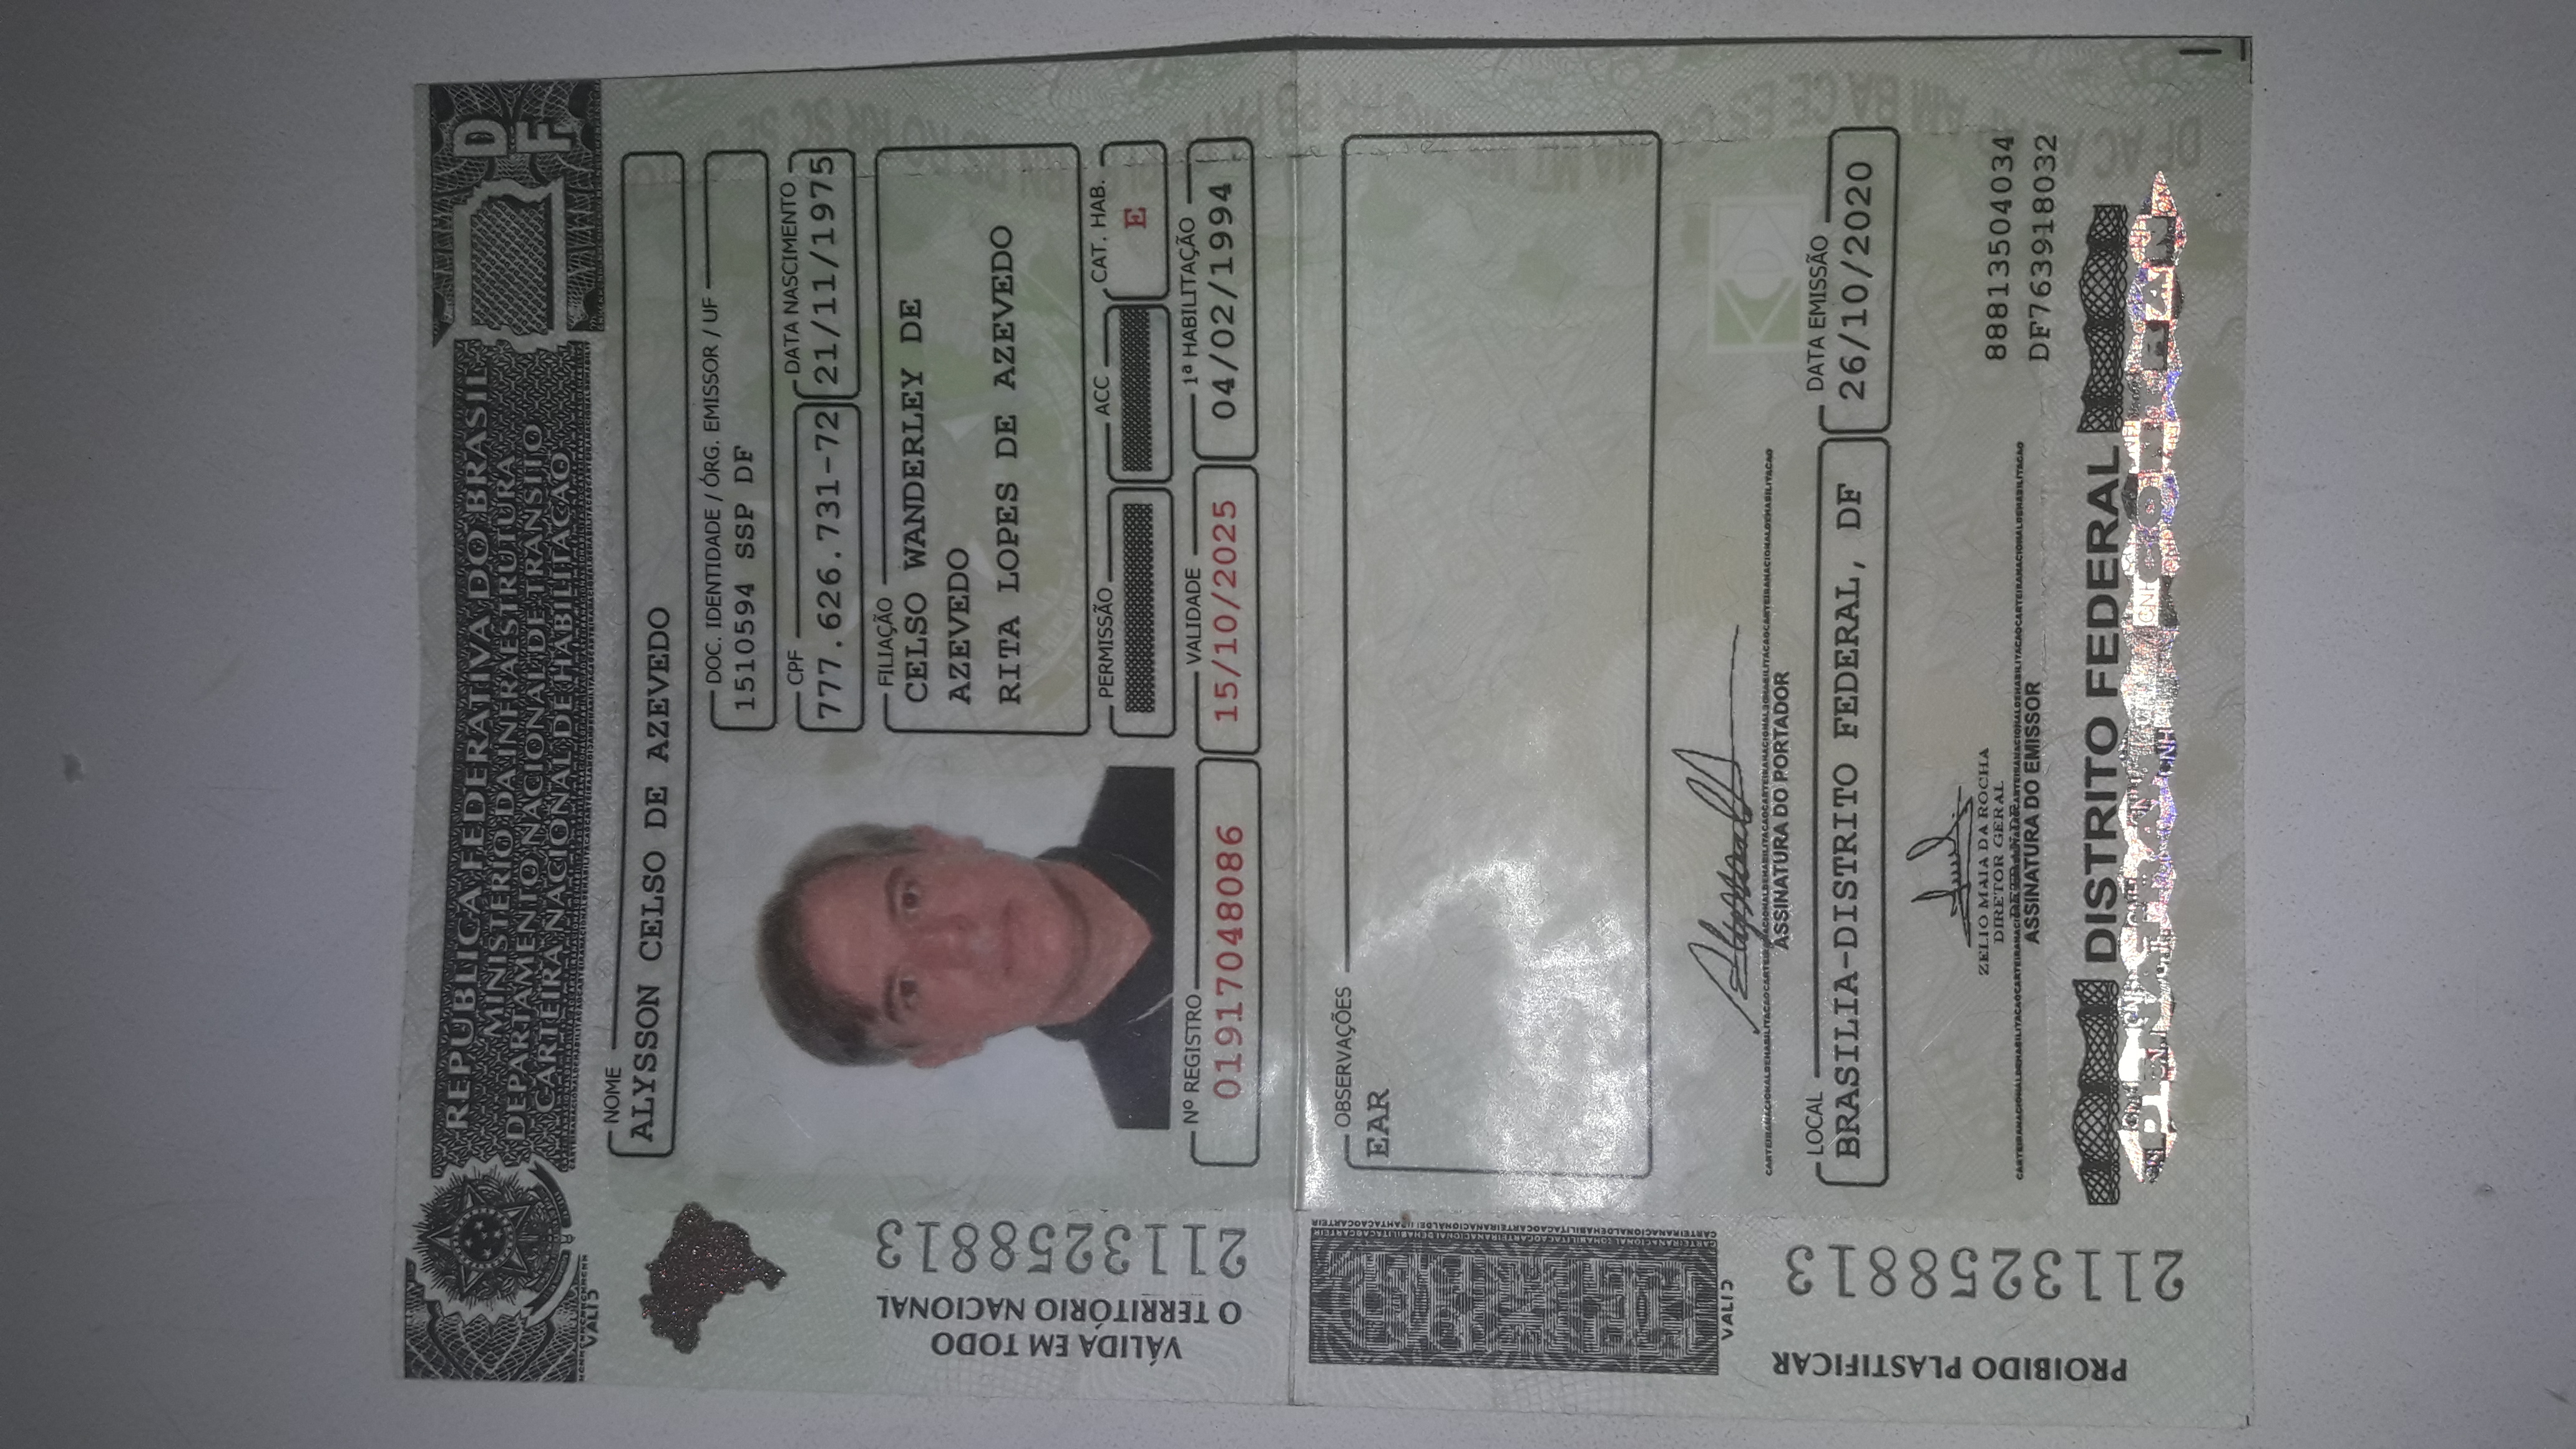 REPÚBLICA FEDERATIVA DO BRASIL
MINISTÉRIO DA INFRAESTRUTURA
DEPARTAMENTO NACIONAL DE TRÂNSITO
CARTEIRA NACIONAL DE HABILITAÇÃO
DF
NOME
ALYSSON CELSO DE AZEVEDO
DOC. IDENTIDADE / ÓRG. EMISSOR / UF
1510594 SSP DF
CPF
777.626.731-72
DATA NASCIMENTO
21/11/1975
FILIAÇÃO
CELSO WANDERLEY DE
AZEVEDO
RITA LOPES DE AZEVEDO
PERMISSÃO
ACC
CAT. HAB.
E
Nº REGISTRO
01917048086
VALIDADE
15/10/2025
1ª HABILITAÇÃO
04/02/1994
VÁLIDA EM TODO
O TERRITÓRIO NACIONAL
2113258813
OBSERVAÇÕES
EAR
ASSINATURA DO PORTADOR
LOCAL
BRASILIA-DISTRITO FEDERAL, DF
DATA EMISSÃO
26/10/2020
ZELIO MAIA DA ROCHA
DIRETOR GERAL
ASSINATURA DO EMISSOR
88813504034
DF763918032
PROIBIDO PLASTIFICAR
2113258813
DISTRITO FEDERAL
DENATRAN CONTRAN